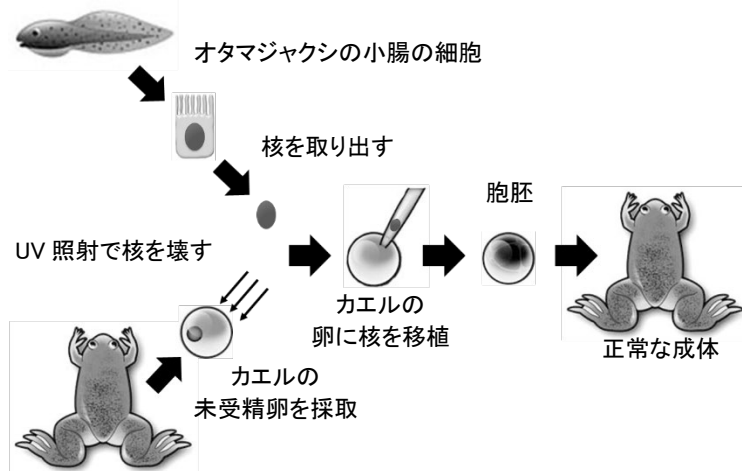 オタマジャクシの小腸の細胞
核を取り出す
胞胚
UV 照射で核を壊す
カエルの
卵に核を移植
正常な成体
カエルの
未受精卵を採取